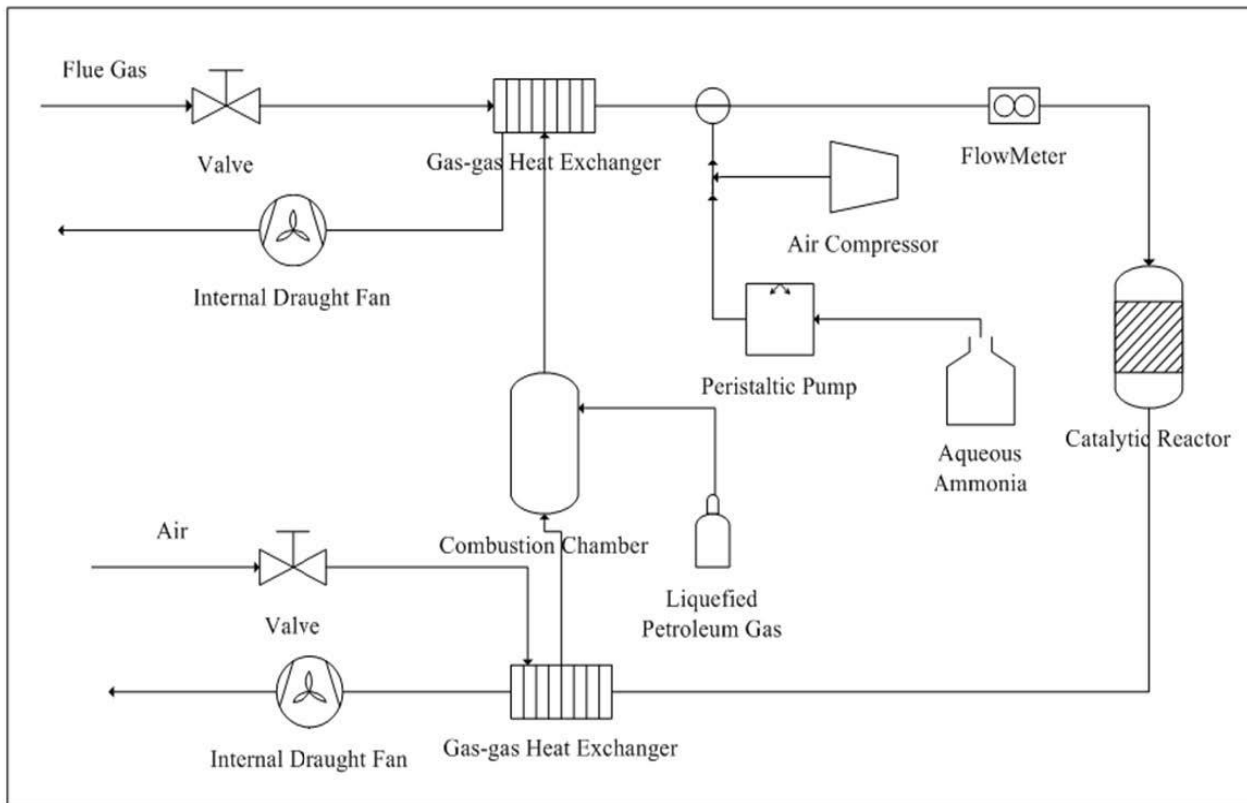 Flue Gas
Valve
Gas-gas Heat Exchanger
FlowMeter
Air Compressor
Internal Draught Fan
Peristaltic Pump
Aqueous
Ammonia
Catalytic Reactor
Air
Combustion Chamber
Liquefied
Petroleum Gas
Valve
Internal Draught Fan
Gas-gas Heat Exchanger